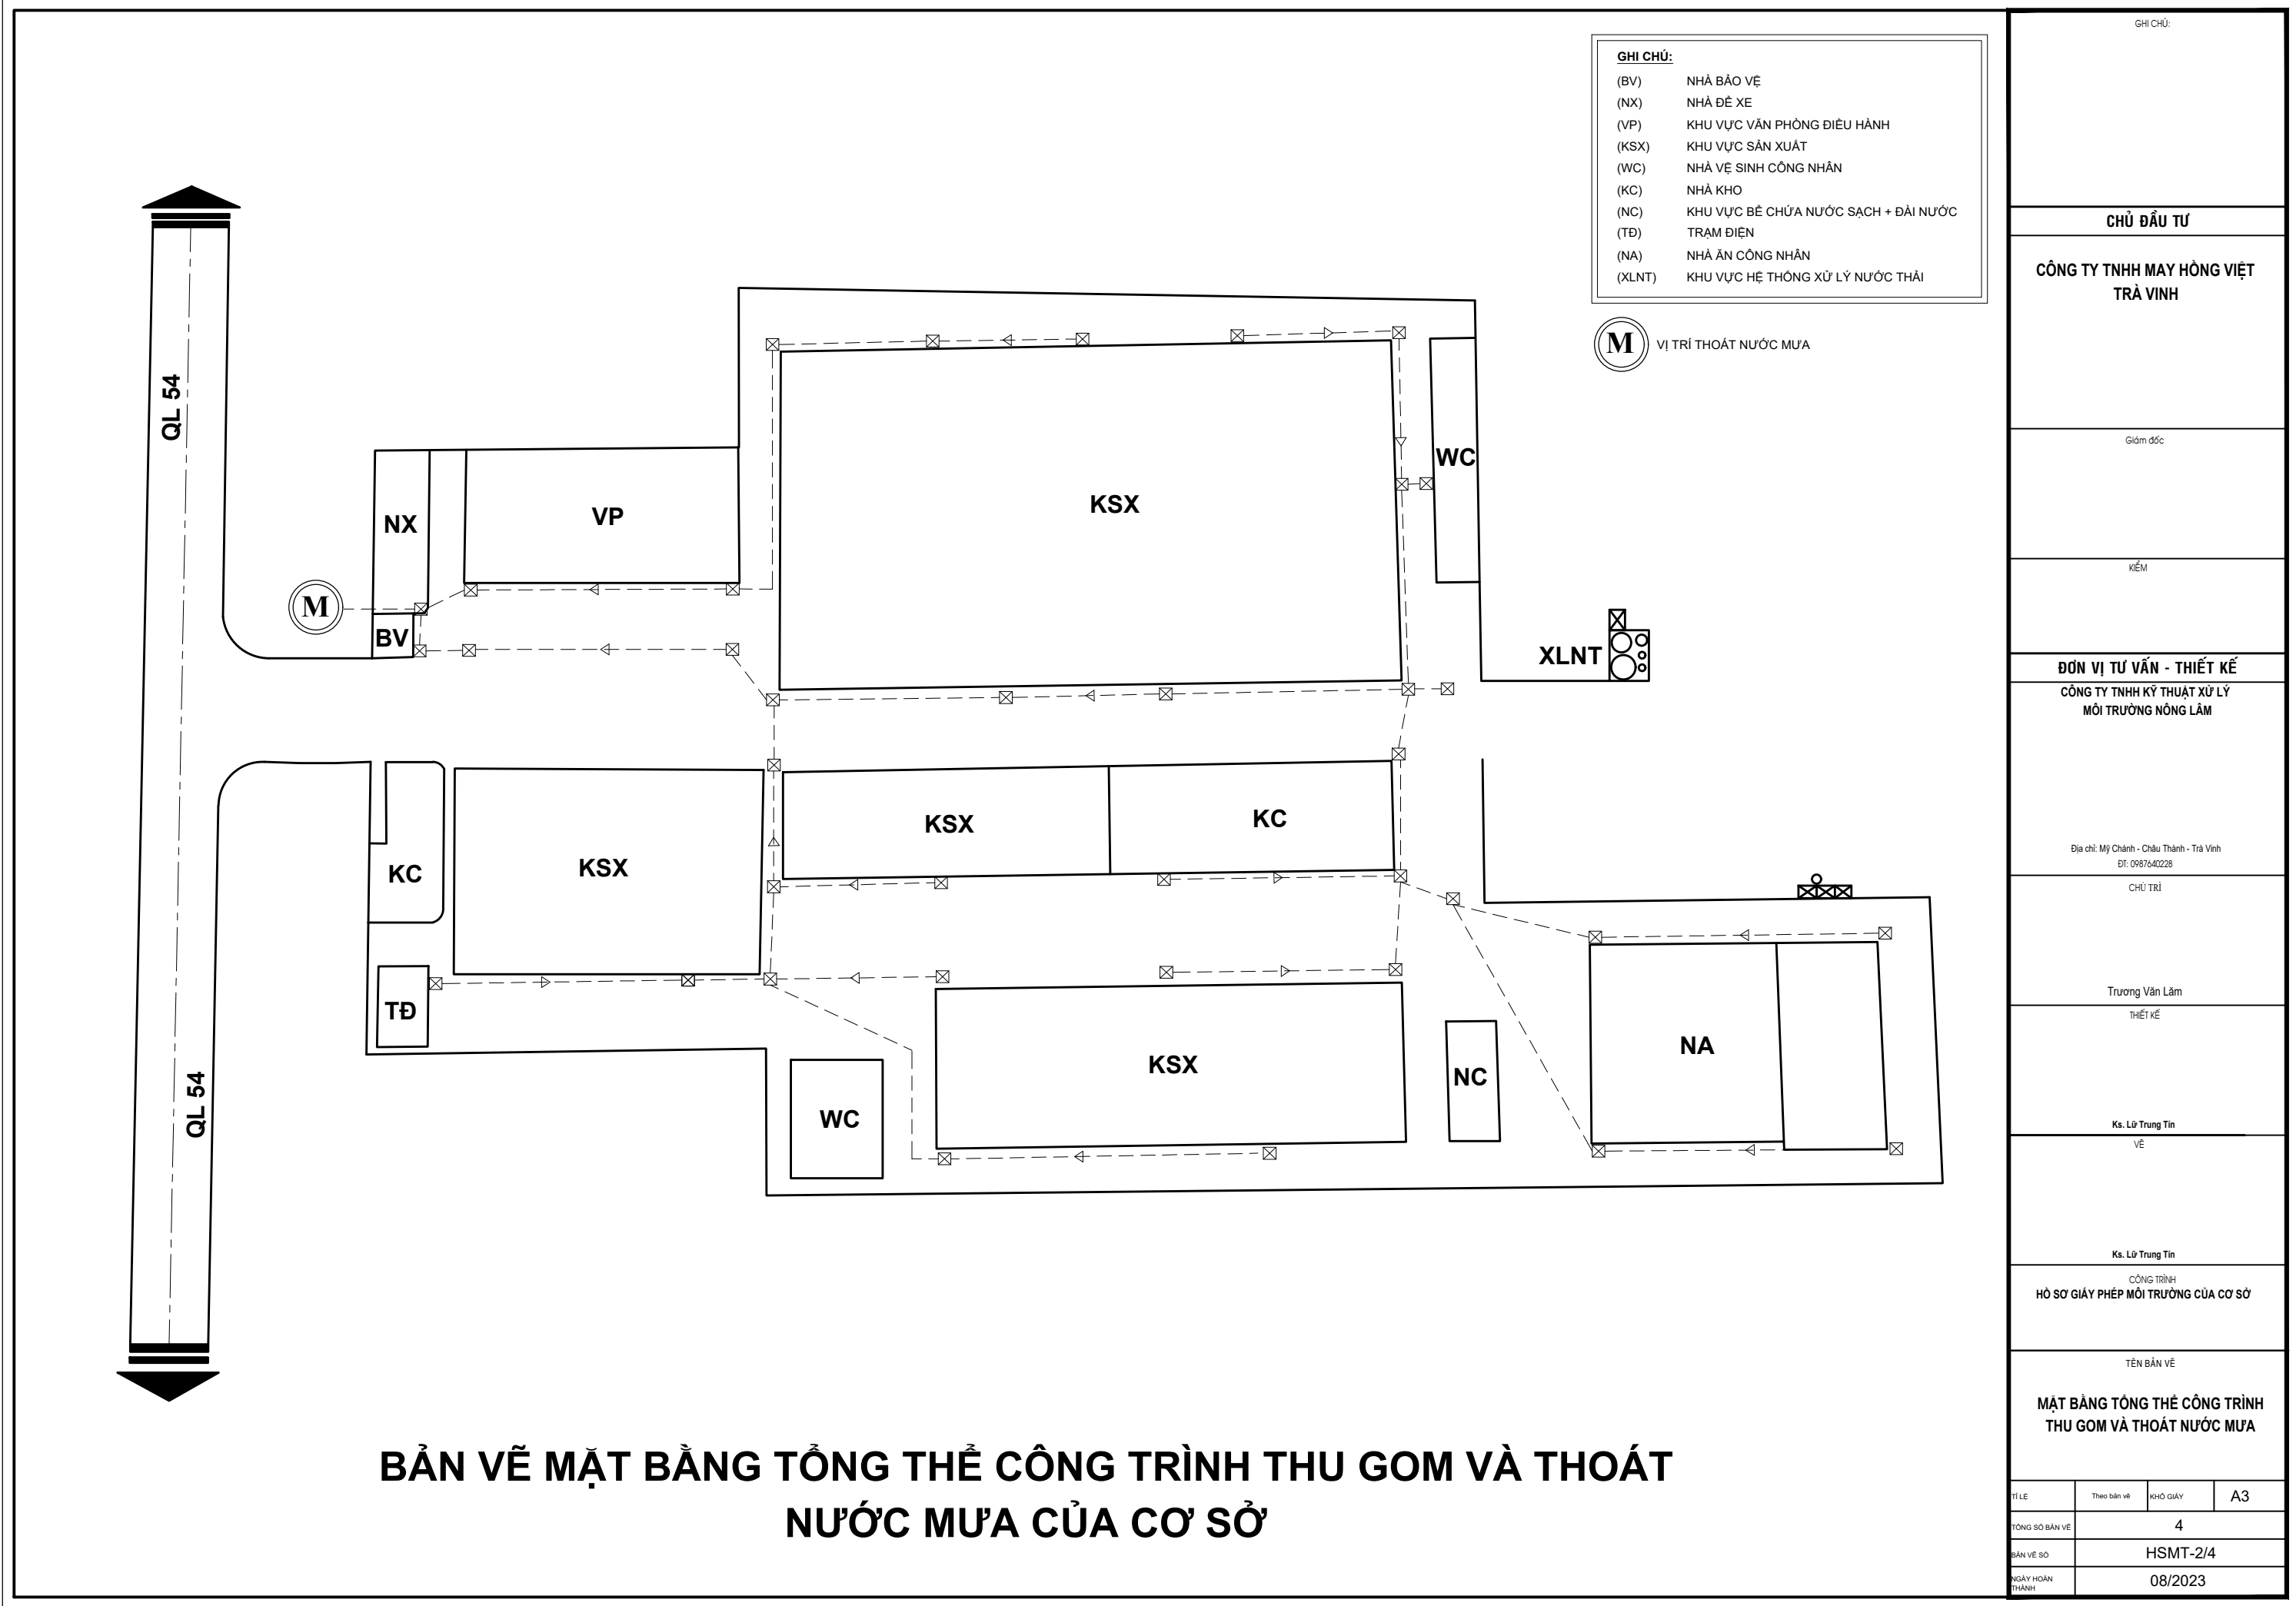 GHI CHÚ:
(BV) NHÀ BẢO VỆ
(NX) NHÀ ĐỂ XE
(VP) KHU VỰC VĂN PHÒNG ĐIỀU HÀNH
(KSX) KHU VỰC SẢN XUẤT
(WC) NHÀ VỆ SINH CÔNG NHÂN
(KC) NHÀ KHO
(NC) KHU VỰC BỂ CHỨA NƯỚC SẠCH + ĐÀI NƯỚC
(TĐ) TRẠM ĐIỆN
(NA) NHÀ ĂN CÔNG NHÂN
(XLNT) KHU VỰC HỆ THỐNG XỬ LÝ NƯỚC THẢI
M VỊ TRÍ THOÁT NƯỚC MƯA
QL 54
NX
VP
KSX
WC
M
BV
XLNT
KSX
KC
KC
KSX
TĐ
QL 54
WC
KSX
NC
NA
BẢN VẼ MẶT BẰNG TỔNG THỂ CÔNG TRÌNH THU GOM VÀ THOÁT
NƯỚC MƯA CỦA CƠ SỞ
GHI CHÚ:
CHỦ ĐẦU TƯ
CÔNG TY TNHH MAY HỒNG VIỆT
TRÀ VINH
Giám đốc
KIỂM
ĐƠN VỊ TƯ VẤN - THIẾT KẾ
CÔNG TY TNHH KỸ THUẬT XỬ LÝ
MÔI TRƯỜNG NÔNG LÂM
Địa chỉ: Mỹ Chánh - Châu Thành - Trà Vinh
ĐT: 0987640228
CHỦ TRÌ
Trương Văn Lãm
THIẾT KẾ
Ks. Lữ Trung Tín
VẼ
Ks. Lữ Trung Tín
CÔNG TRÌNH
HỒ SƠ GIẤY PHÉP MÔI TRƯỜNG CỦA CƠ SỞ
TÊN BẢN VẼ
MẶT BẰNG TỔNG THỂ CÔNG TRÌNH
THU GOM VÀ THOÁT NƯỚC MƯA
TỈ LỆ Theo bản vẽ KHỔ GIẤY A3
TỔNG SỐ BẢN VẼ 4
BẢN VẼ SỐ HSMT-2/4
NGÀY HOÀN
THÀNH 08/2023